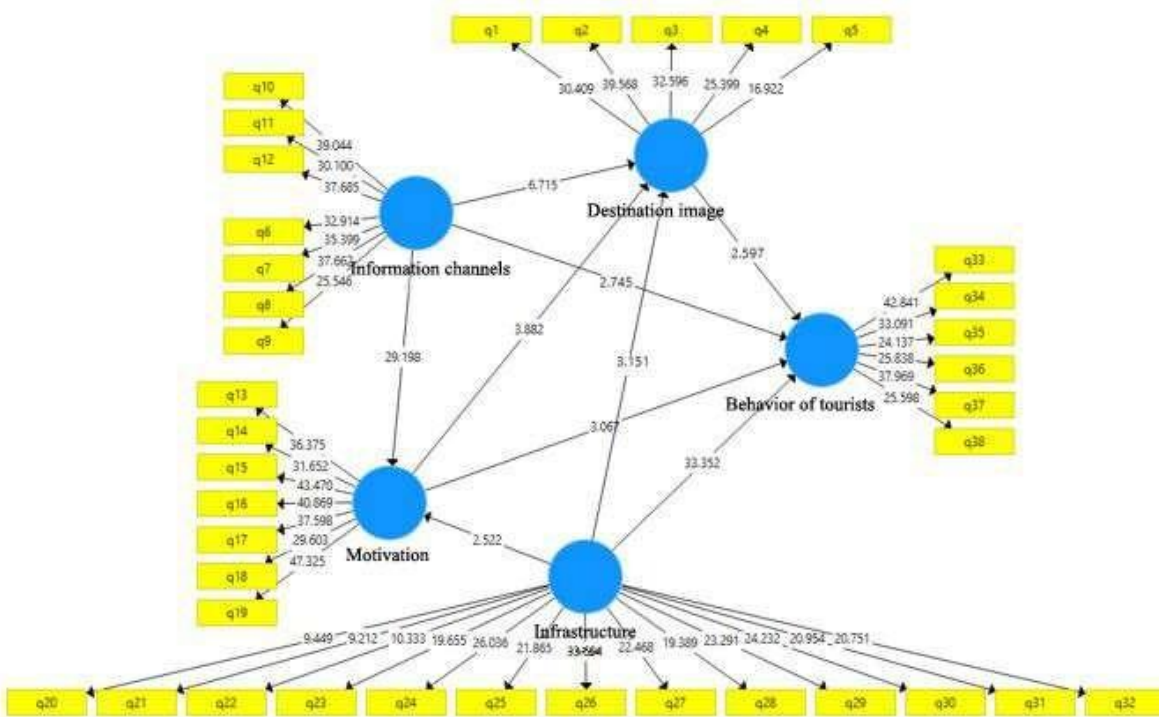 q1 q2 q3 q4 q5
30.409 39.568 32.596 25.399 16.922
Destination image
q10
q11
q12
q6
q7
q8
q9
39.044
30.100
37.685
32.914
35.399
37.663
25.546
Information channels
6.715
2.745
29.198
3.882
3.151
2.597
3.067
33.352
2.522
q33
q34
q35
q36
q37
q38
42.841
33.091
24.137
25.838
37.969
25.598
Behavior of tourists
q13
q14
q15
q16
q17
q18
q19
36.375
31.652
43.470
40.869
37.598
29.603
47.325
Motivation
Infrastructure
9.449 9.212 10.333 19.655 26.036 21.865 22.468 19.389 23.291 24.232 20.954 20.751
q20 q21 q22 q23 q24 q25 q26 q27 q28 q29 q30 q31 q32